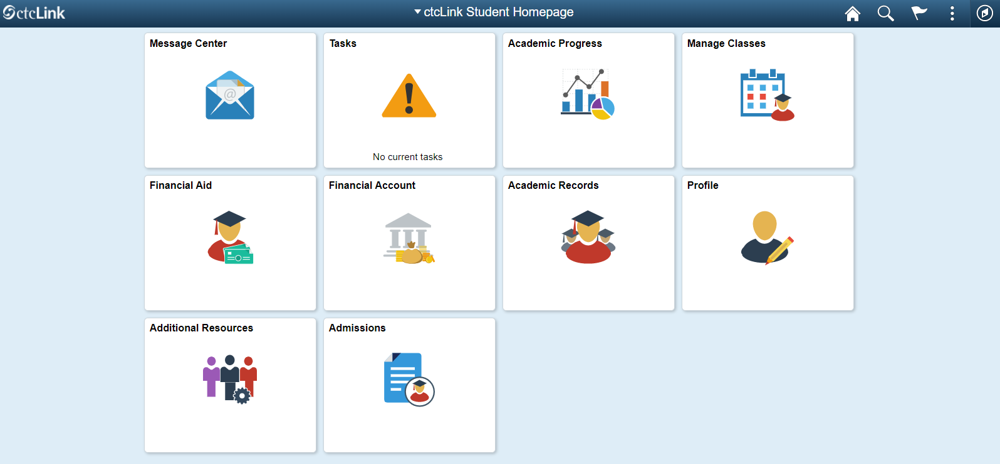 ctcLink
ctcLink Student Homepage
Message Center
Tasks
Academic Progress
Manage Classes
@
No current tasks
Financial Aid
Financial Account
Academic Records
Profile
Additional Resources
Admissions